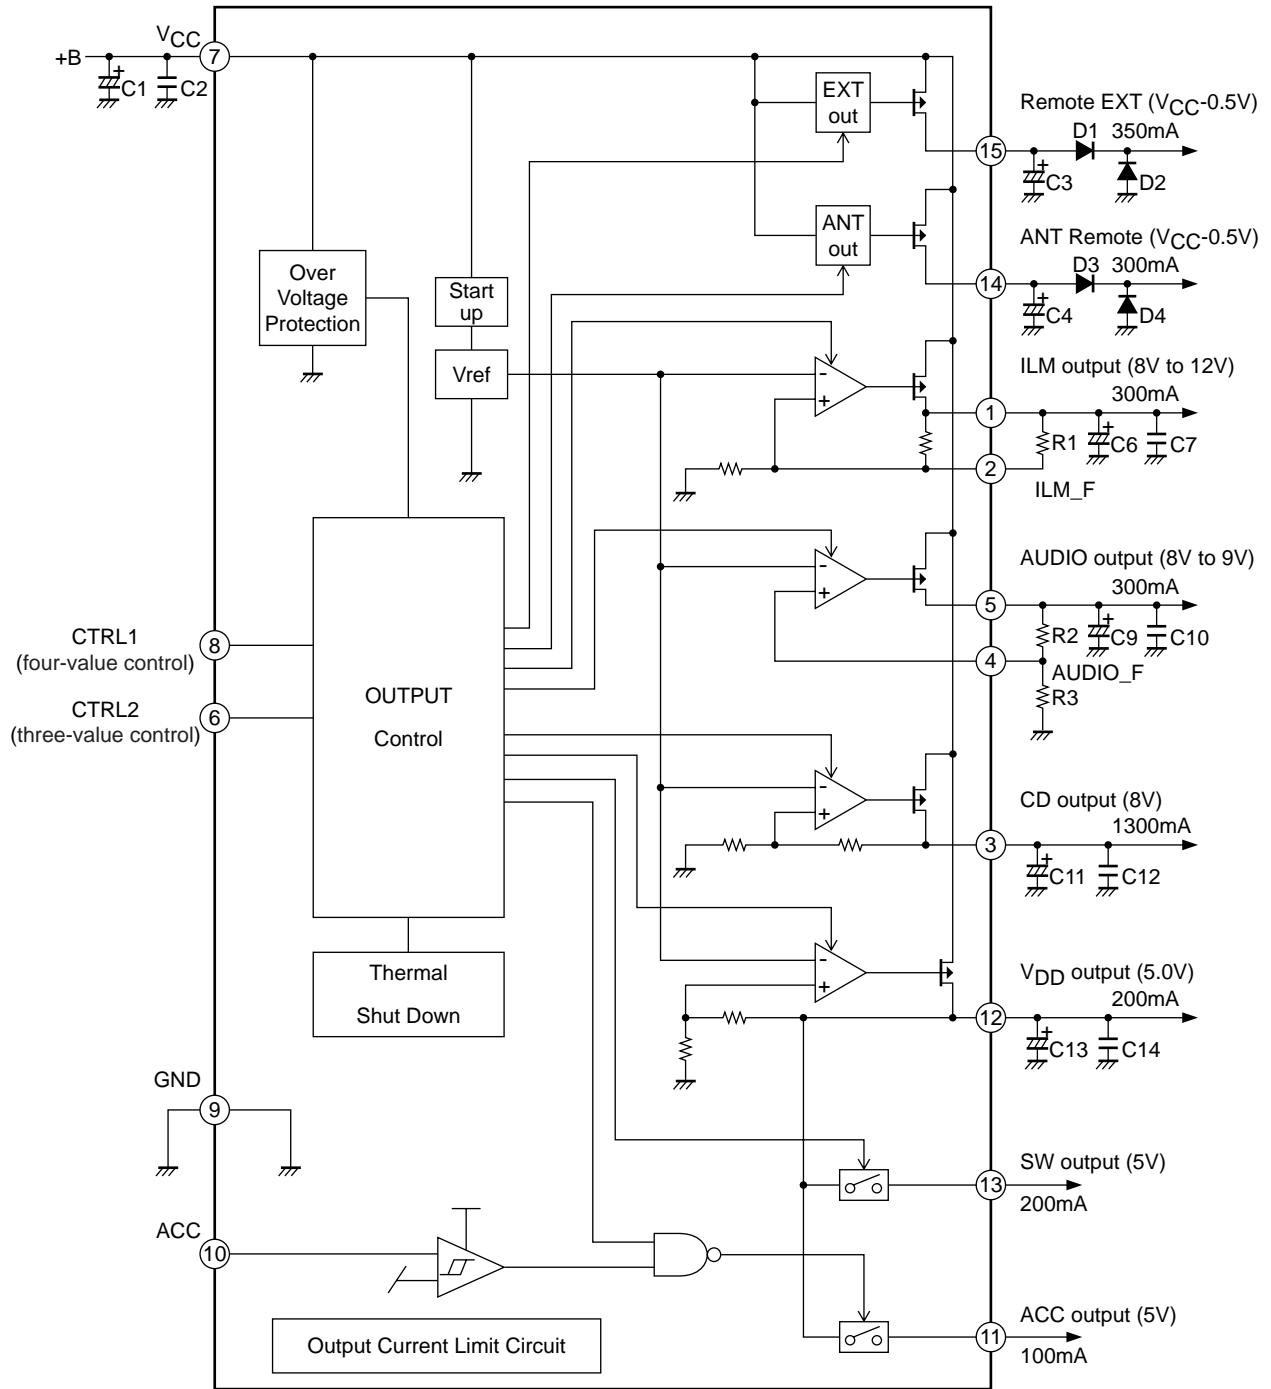 VCC
+B
7
C1
C2
EXT
out
Remote EXT (VCC-0.5V)
D1
350mA
15
C3
D2
ANT
out
ANT Remote (VCC-0.5V)
D3
300mA
14
C4
D4
Over
Voltage
Protection
Start
up
Vref
ILM output (8V to 12V)
300mA
-
+
1
R1
C6
C7
2
ILM_F
AUDIO output (8V to 9V)
300mA
-
+
5
R2
C9
C10
4
AUDIO_F
R3
CTRL1
(four-value control)
8
CTRL2
(three-value control)
6
OUTPUT
Control
CD output (8V)
1300mA
-
+
3
C11
C12
Thermal
Shut Down
VDD output (5.0V)
200mA
-
+
12
C13
C14
GND
9
SW output (5V)
13
200mA
ACC
10
ACC output (5V)
11
100mA
Output Current Limit Circuit